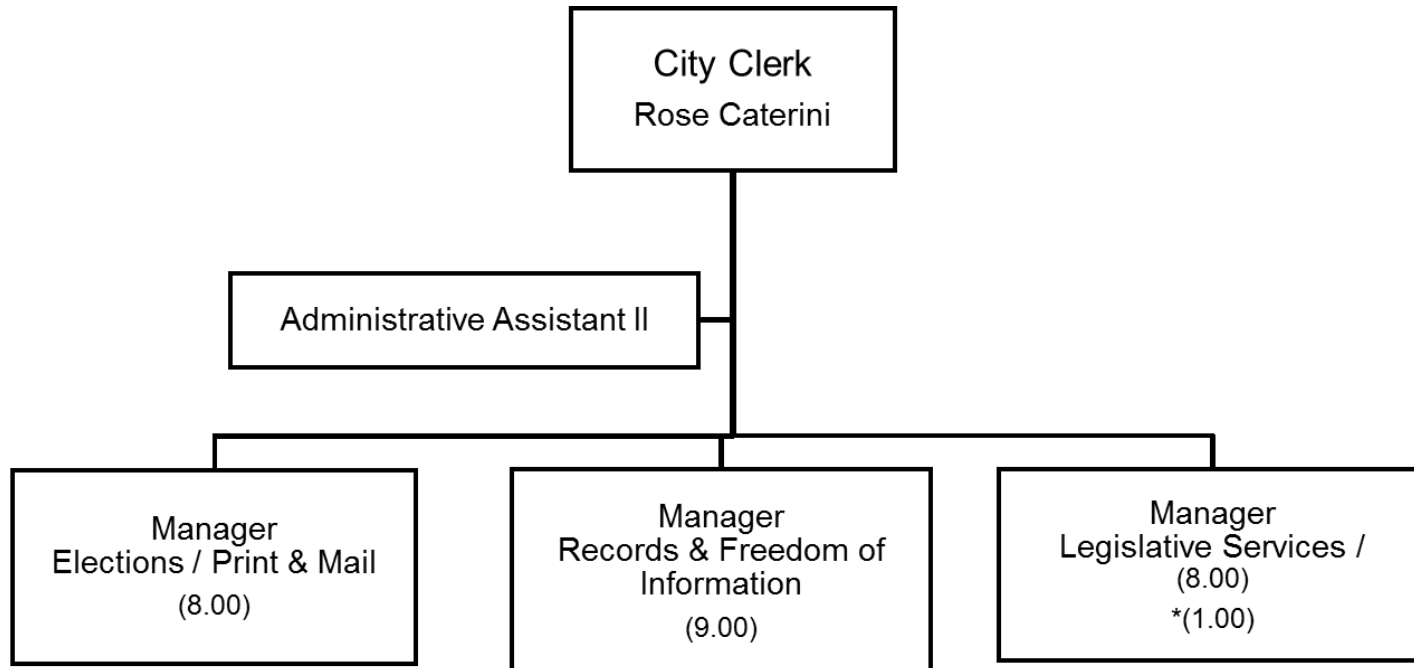 City Clerk
Rose Caterini
Administrative Assistant II
Manager
Elections / Print & Mail
(8.00)
Manager
Records & Freedom of
Information
(9.00)
Manager
Legislative Services /
(8.00)
*(1.00)